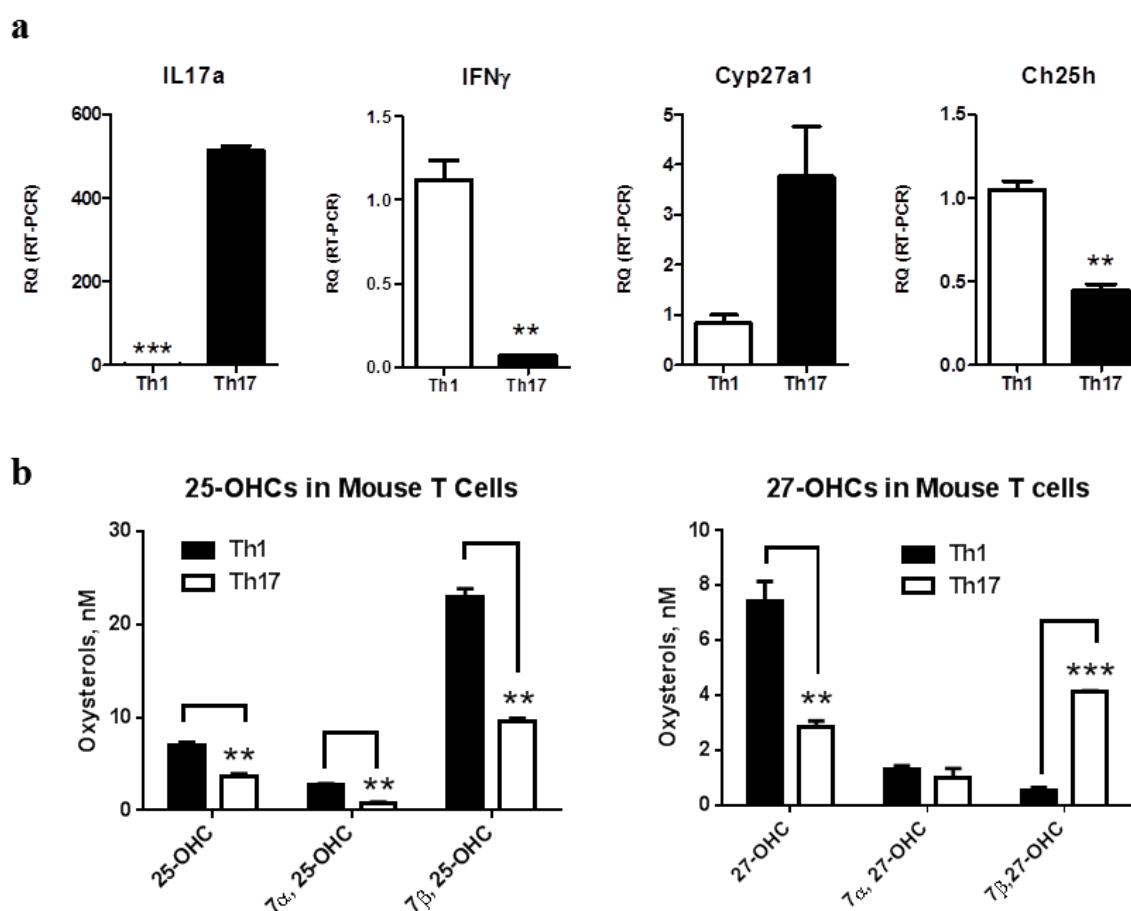 a
IL17a
IFNγ
Cyp27a1
Ch25h
RQ (RT-PCR)
600
400
200
0
***
Th1
Th17
RQ (RT-PCR)
1.5
1.0
0.5
0.0
**
Th1
Th17
RQ (RT-PCR)
5
4
3
2
1
0
Th1
Th17
RQ (RT-PCR)
1.5
1.0
0.5
0.0
**
Th1
Th17
b
25-OHCs in Mouse T Cells
Oxysterols, nM
30
20
10
0
Th1
Th17
**
**
**
25-OHC
7α, 25-OHC
7β, 25-OHC
27-OHCs in Mouse T cells
Oxysterols, nM
10
8
6
4
2
0
Th1
Th17
**
***
27-OHC
7α, 27-OHC
7β,27-OHC